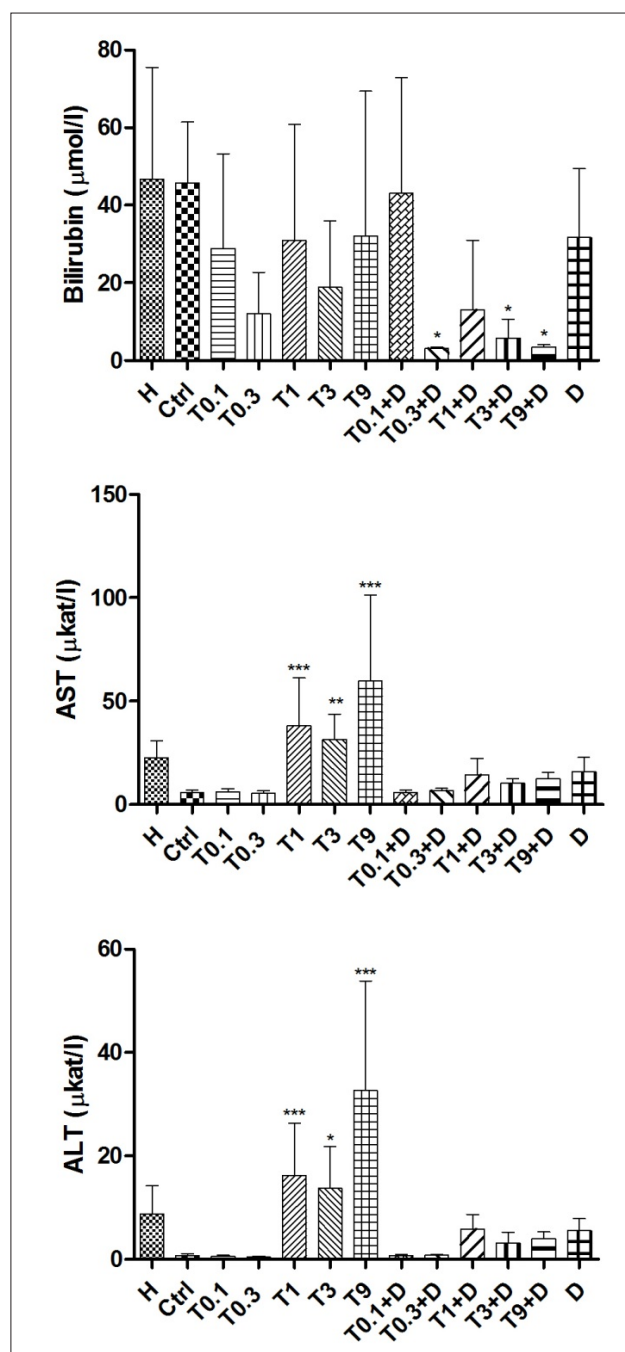 80
60
40
20
0
Bilirubin (μmol/l)
* * *
H Ctrl T0.1 T0.3 T1 T3 T9 T0.1+D T0.3+D T1+D T3+D T9+D D
150
100
50
0
AST (μkat/l)
*** ** ***
H Ctrl T0.1 T0.3 T1 T3 T9 T0.1+D T0.3+D T1+D T3+D T9+D D
60
40
20
0
ALT (μkat/l)
*** * ***
H Ctrl T0.1 T0.3 T1 T3 T9 T0.1+D T0.3+D T1+D T3+D T9+D D